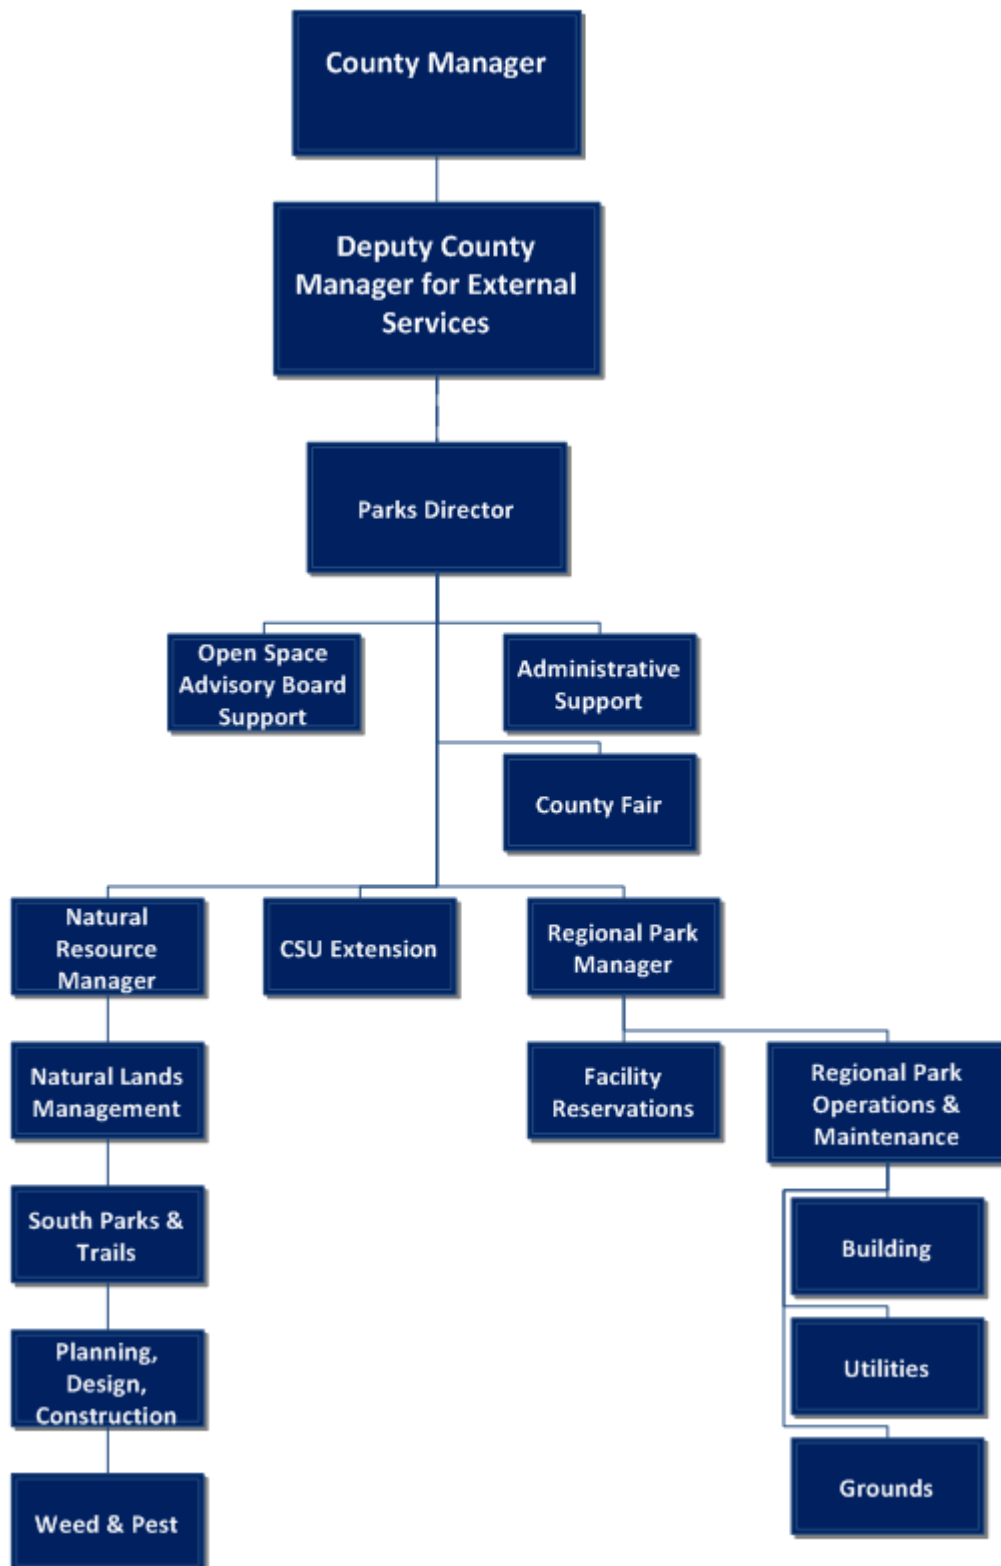 County Manager
Deputy County
Manager for External
Services
Parks Director
Open Space
Advisory Board
Support
Administrative
Support
County Fair
Natural
Resource
Manager
CSU Extension
Regional Park
Manager
Natural Lands
Management
Facility
Reservations
Regional Park
Operations &
Maintenance
South Parks &
Trails
Building
Planning,
Design,
Construction
Utilities
Weed & Pest
Grounds